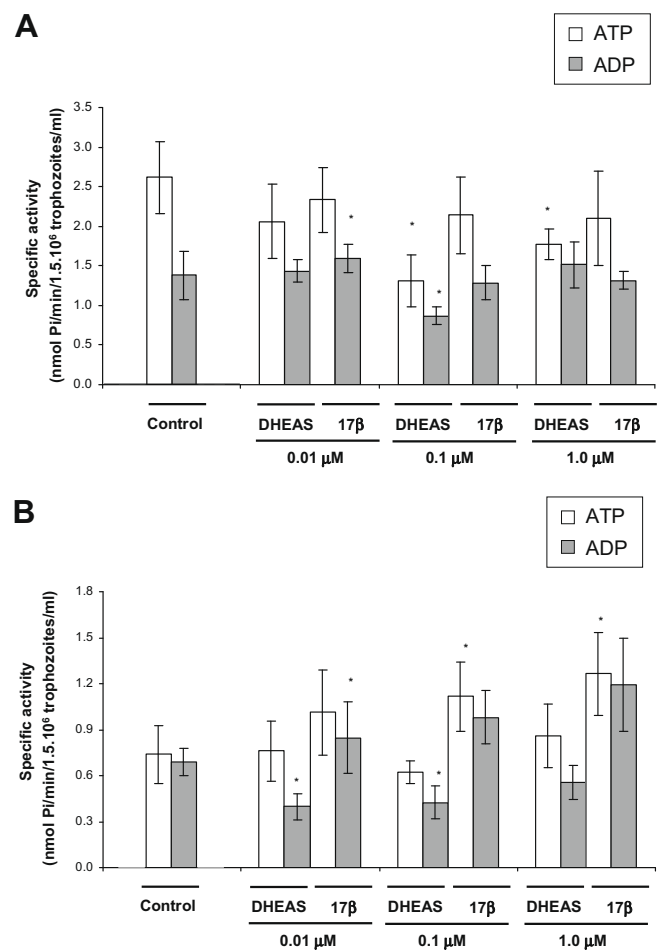 A
ATP
ADP
Specific activity
(nmol Pi/min/1.5.10⁶ trophozoites/ml)
3.5
3.0
2.5
2.0
1.5
1.0
0.5
0.0
* * * *
Control
DHEAS 17β DHEAS 17β DHEAS 17β
0.01 μM 0.1 μM 1.0 μM
B
ATP
ADP
Specific activity
(nmol Pi/min/1.5.10⁶ trophozoites/ml)
1.8
1.5
1.2
0.9
0.6
0.3
0.0
* * * * *
Control
DHEAS 17β DHEAS 17β DHEAS 17β
0.01 μM 0.1 μM 1.0 μM